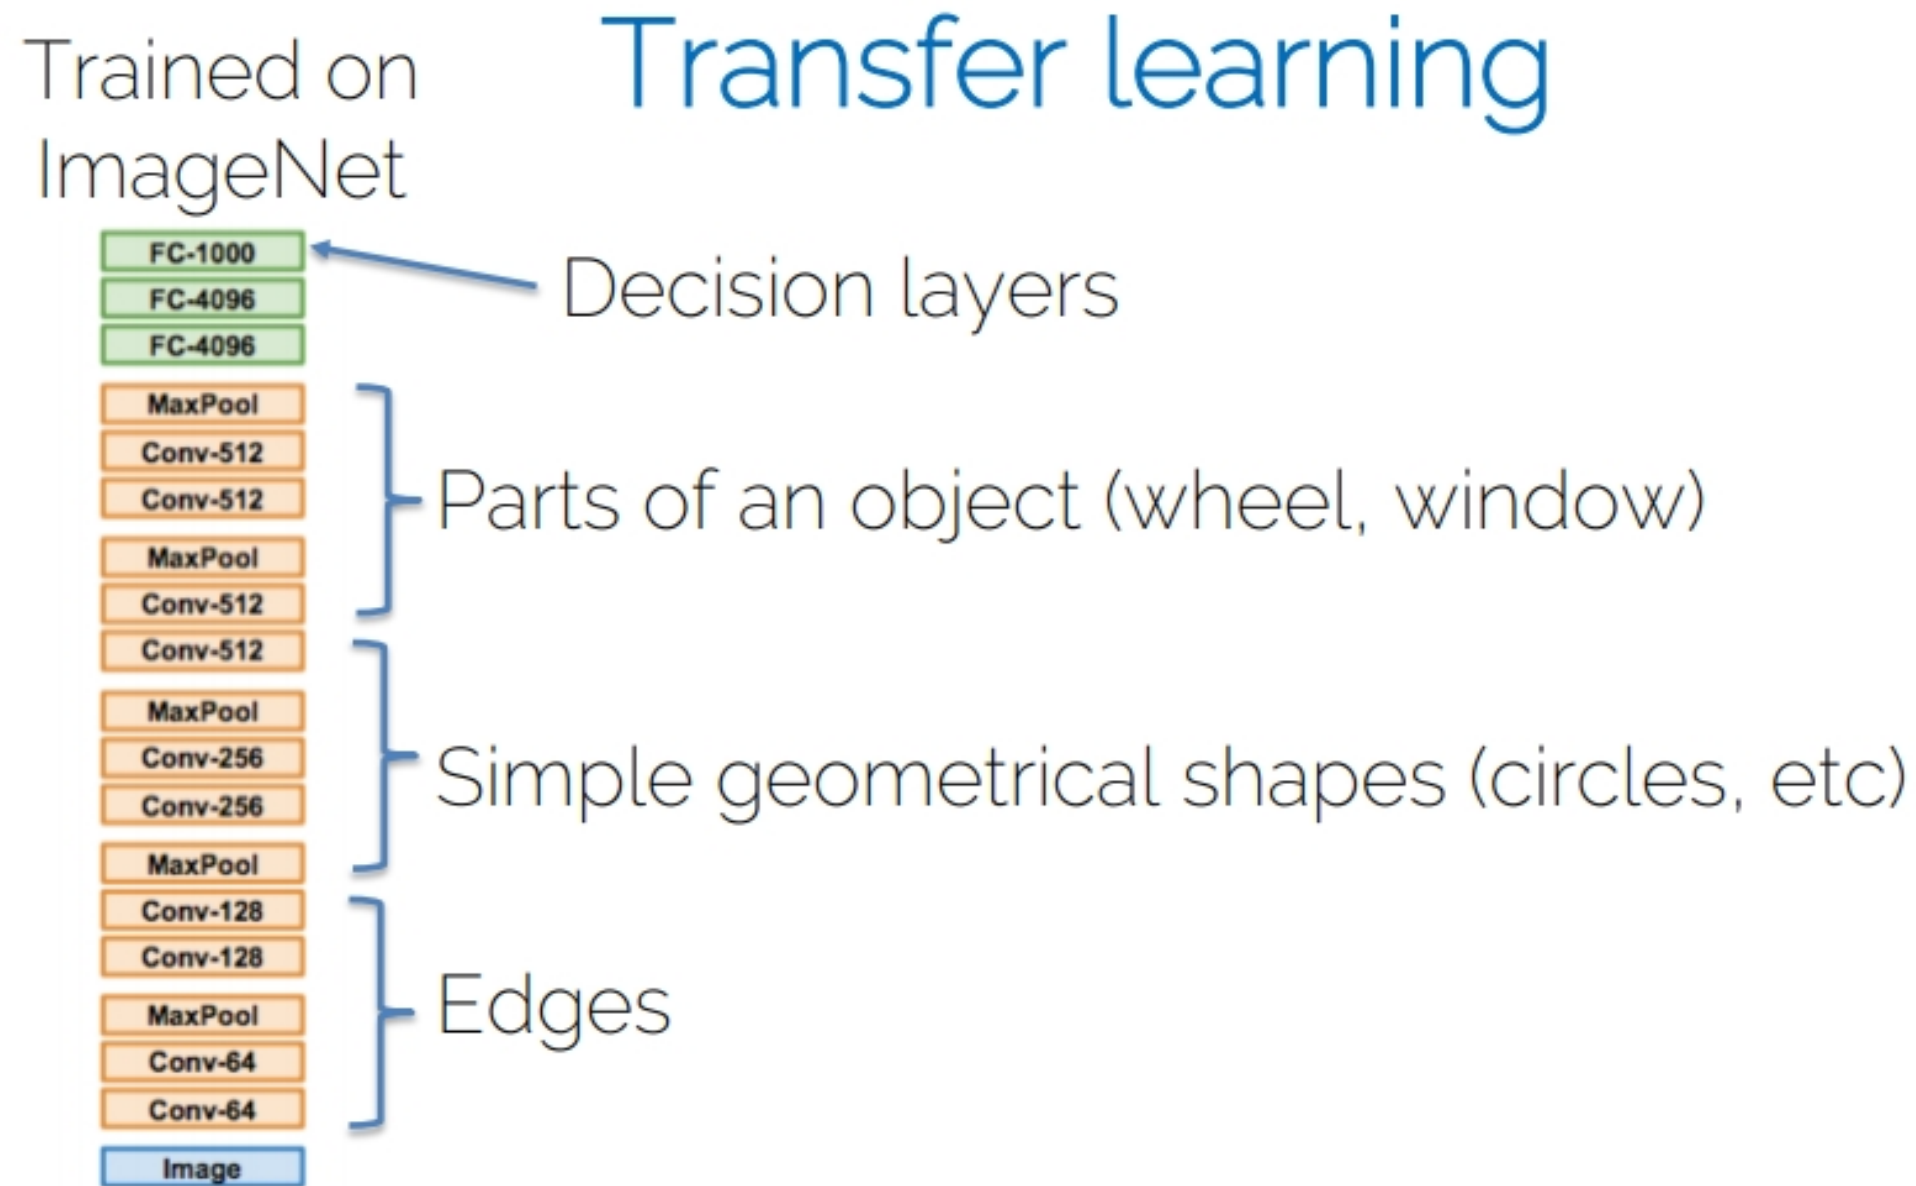 Transfer learning
Trained on
ImageNet
FC-1000
Decision layers
FC-4096
FC-4096
MaxPool
Conv-512
Conv-512
Parts of an object (wheel, window)
MaxPool
Conv-512
Conv-512
MaxPool
Conv-256
Simple geometrical shapes (circles, etc)
Conv-256
MaxPool
Conv-128
Conv-128
MaxPool
Edges
Conv-64
Conv-64
Image